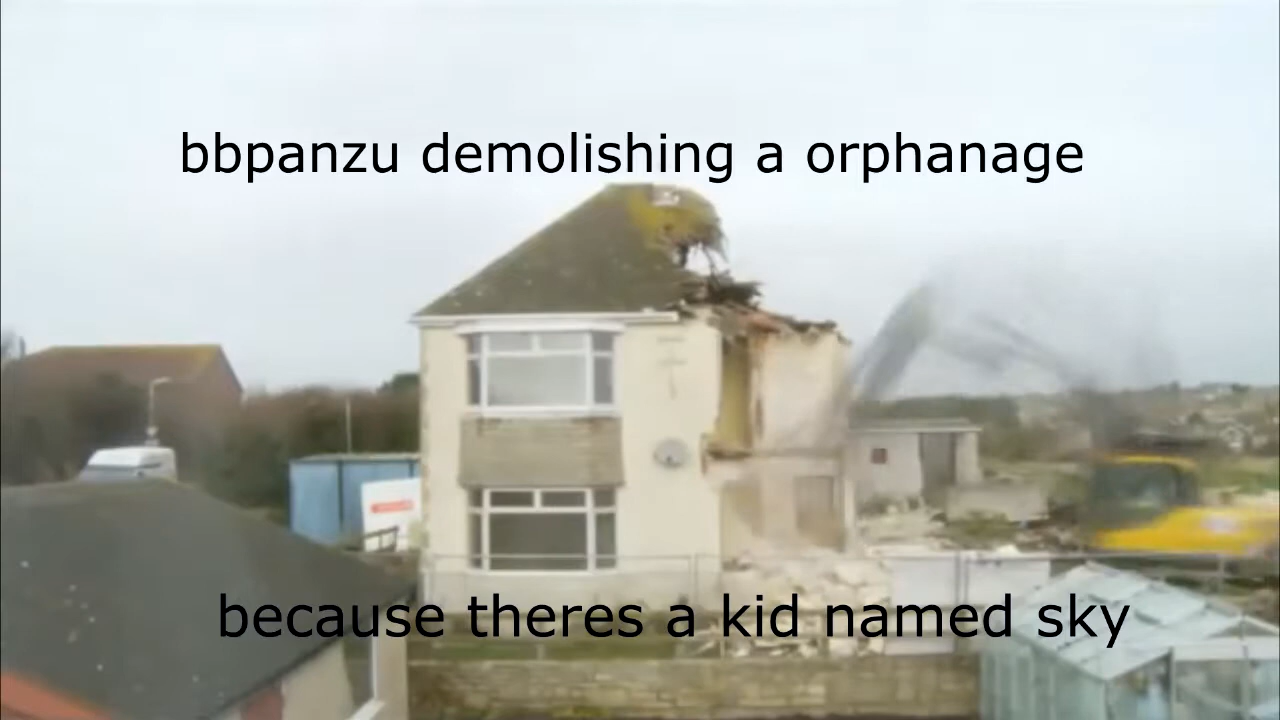 bbpanzu demolishing a orphanage
because theres a kid named sky